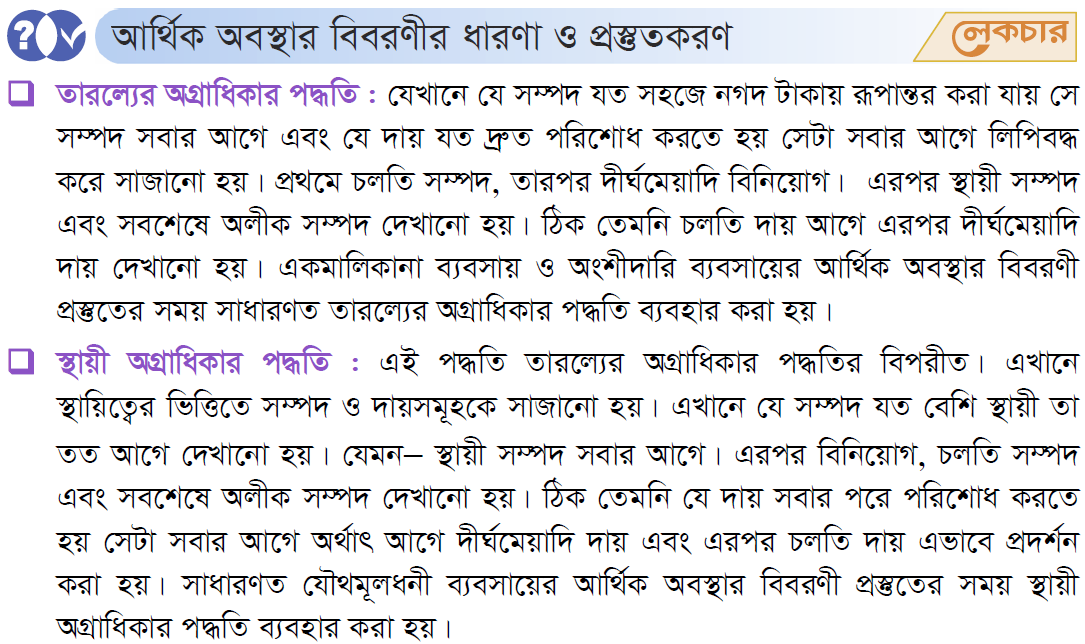 আর্থিক অবস্থার বিবরণীর ধারণা ও প্রস্তুতকরণ
লেকচার
তারল্যের অগ্রাধিকার পদ্ধতি : যেখানে যে সম্পদ যত সহজে নগদ টাকায় রূপান্তর করা যায় সে
সম্পদ সবার আগে এবং যে দায় যত দ্রুত পরিশোধ করতে হয় সেটা সবার আগে লিপিবদ্ধ
করে সাজানো হয়। প্রথমে চলতি সম্পদ, তারপর দীর্ঘমেয়াদি বিনিয়োগ। এরপর স্থায়ী সম্পদ
এবং সবশেষে অলীক সম্পদ দেখানো হয়। ঠিক তেমনি চলতি দায় আগে এরপর দীর্ঘমেয়াদি
দায় দেখানো হয়। একমালিকানা ব্যবসায় ও অংশীদারি ব্যবসায়ের আর্থিক অবস্থার বিবরণী
প্রস্তুতের সময় সাধারণত তারল্যের অগ্রাধিকার পদ্ধতি ব্যবহার করা হয়।
স্থায়ী অগ্রাধিকার পদ্ধতি : এই পদ্ধতি তারল্যের অগ্রাধিকার পদ্ধতির বিপরীত। এখানে
স্থায়িত্বের ভিত্তিতে সম্পদ ও দায়সমূহকে সাজানো হয়। এখানে যে সম্পদ যত বেশি স্থায়ী তা
তত আগে দেখানো হয়। যেমন– স্থায়ী সম্পদ সবার আগে। এরপর বিনিয়োগ, চলতি সম্পদ
এবং সবশেষে অলীক সম্পদ দেখানো হয়। ঠিক তেমনি যে দায় সবার পরে পরিশোধ করতে
হয় সেটা সবার আগে অর্থাৎ আগে দীর্ঘমেয়াদি দায় এবং এরপর চলতি দায় এভাবে প্রদর্শন
করা হয়। সাধারণত যৌথমূলধনী ব্যবসায়ের আর্থিক অবস্থার বিবরণী প্রস্তুতের সময় স্থায়ী
অগ্রাধিকার পদ্ধতি ব্যবহার করা হয়।